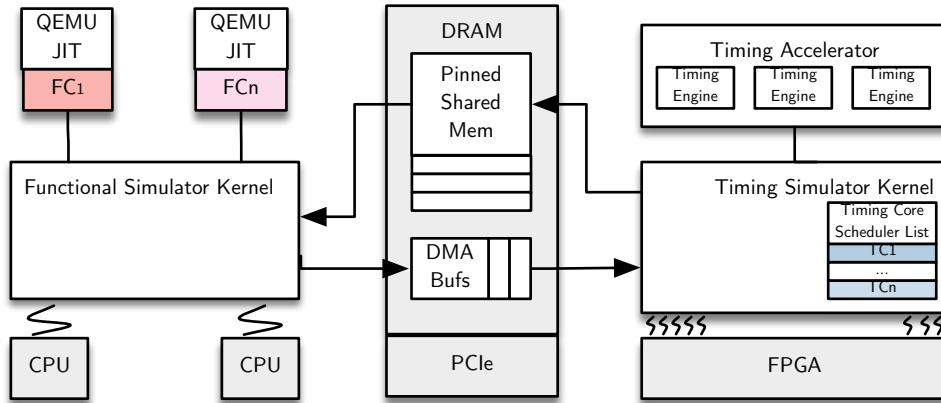 QEMU
JIT
FC1
QEMU
JIT
FCn
Functional Simulator Kernel
CPU
CPU
DRAM
Pinned
Shared
Mem
DMA
Bufs
PCIe
Timing Accelerator
Timing
Engine
Timing
Engine
Timing
Engine
Timing Simulator Kernel
Timing Core
Scheduler List
TC1
...
TCn
FPGA